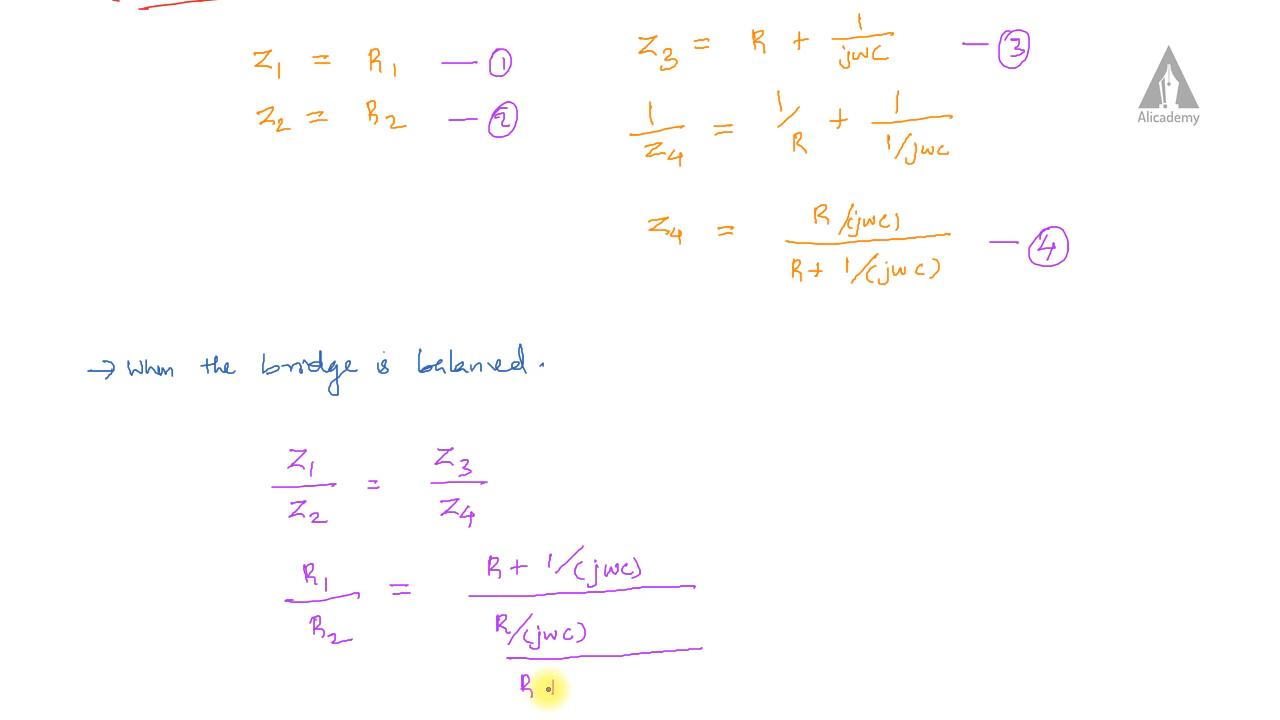 Z1 = R1 — ①
Z2 = R2 — ②
Z3 = R + 1/jwc — ③
1/Z4 = 1/R + 1/(1/jwc)
Z4 = (R/(jwc))/(R + 1/(jwc)) — ④
Alicademy
→ When the bridge is balanced.
Z1/Z2 = Z3/Z4
R1/R2 = (R + 1/(jwc))/((R/(jwc))/(R